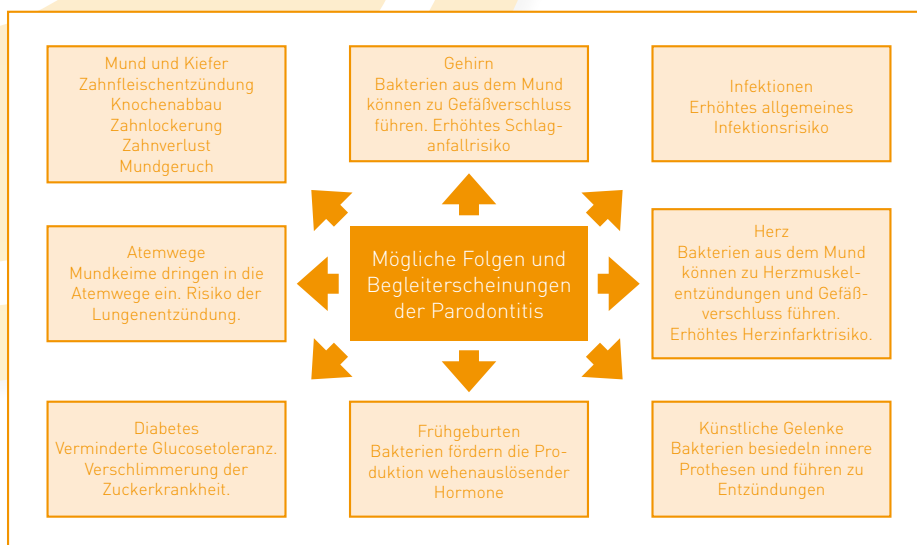 Mund und Kiefer
Zahnfleischentzündung
Knochenabbau
Zahnlockerung
Zahnverlust
Mundgeruch
Gehirn
Bakterien aus dem Mund
können zu Gefäßverschluss
führen. Erhöhtes Schlag-
anfallrisiko
Infektionen
Erhöhtes allgemeines
Infektionsrisiko
Atemwege
Mundkeime dringen in die
Atemwege ein. Risiko der
Lungenentzündung.
Mögliche Folgen und
Begleiterscheinungen
der Parodontitis
Herz
Bakterien aus dem Mund
können zu Herzmuskel-
entzündungen und Gefäß-
verschluss führen.
Erhöhtes Herzinfarktrisiko.
Diabetes
Verminderte Glucosetoleranz.
Verschlimmerung der
Zuckerkrankheit.
Frühgeburten
Bakterien fördern die Pro-
duktion wehenauslösender
Hormone
Künstliche Gelenke
Bakterien besiedeln innere
Prothesen und führen zu
Entzündungen